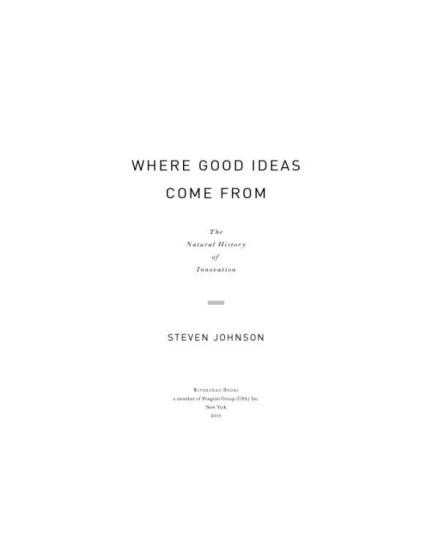 WHERE GOOD IDEAS
COME FROM
The
Natural History
of
Innovation
STEVEN JOHNSON
Riverhead Books
a member of Penguin Group (USA) Inc.
New York
2010